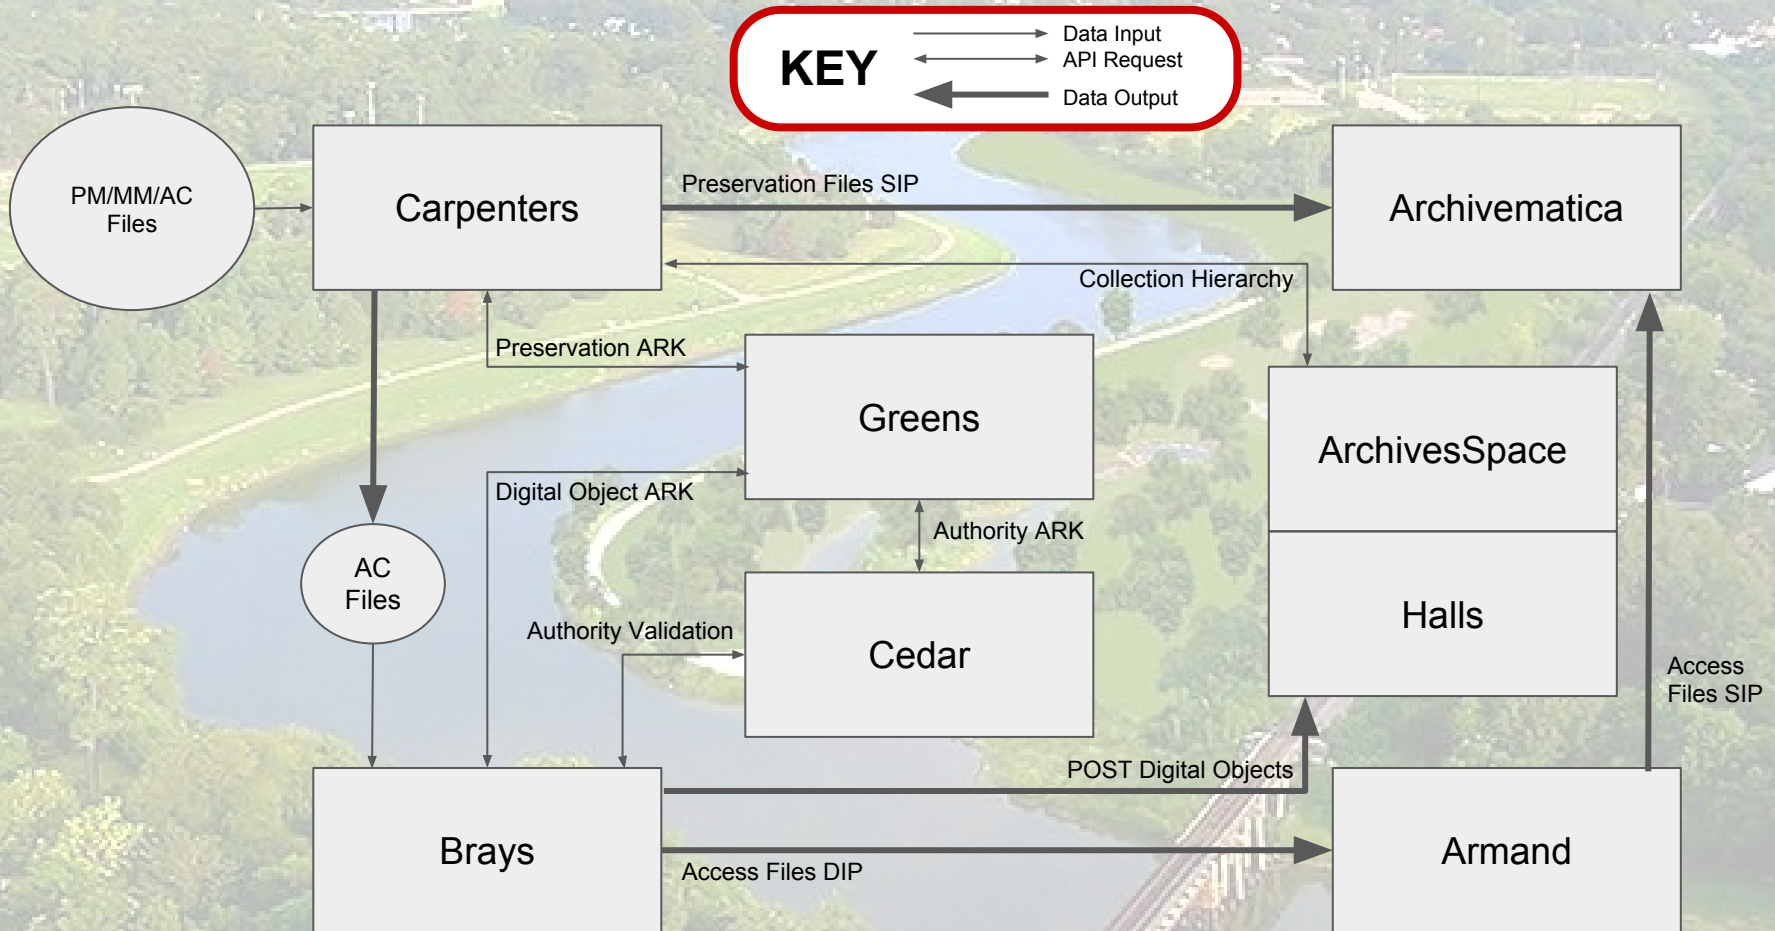 KEY
Data Input
API Request
Data Output
PM/MM/AC
Files
Carpenters
Preservation Files SIP
Archivematica
Collection Hierarchy
Preservation ARK
Greens
ArchivesSpace
Digital Object ARK
Authority ARK
AC
Files
Halls
Authority Validation
Cedar
Access
Files SIP
POST Digital Objects
Brays
Access Files DIP
Armand